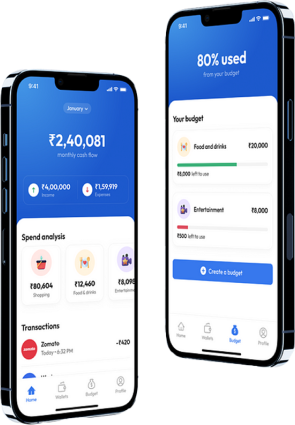 9:41
January
₹2,40,081
monthly cash flow
₹4,00,000
Income
₹1,59,919
Expenses
Spend analysis
₹80,604
Shopping
₹12,460
Food & drinks
₹8,098
Entertainm
Transactions
Zomato
Today • 6:33 PM
-₹420
Home
Wallets
Budget
Profile
9:41
80% used
from your budget
Your budget
Food and drinks
₹20,000
₹8,000 left to use
Entertainment
₹8,000
₹500 left to use
Create a budget
Home
Wallets
Budget
Profile